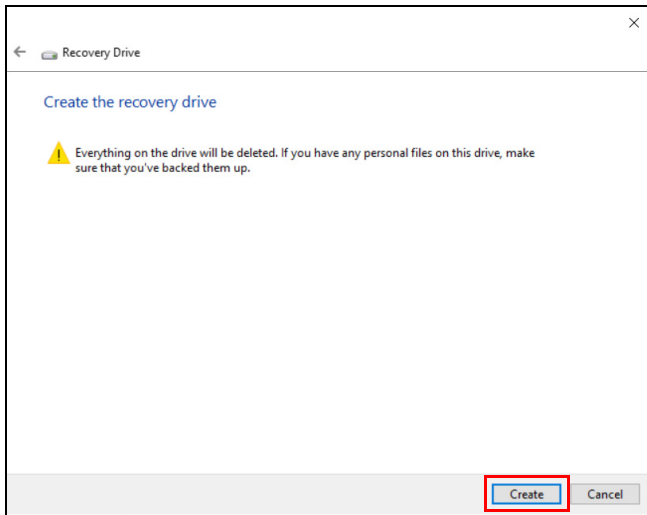 Recovery Drive
Create the recovery drive
Everything on the drive will be deleted. If you have any personal files on this drive, make
sure that you've backed them up.
Create Cancel